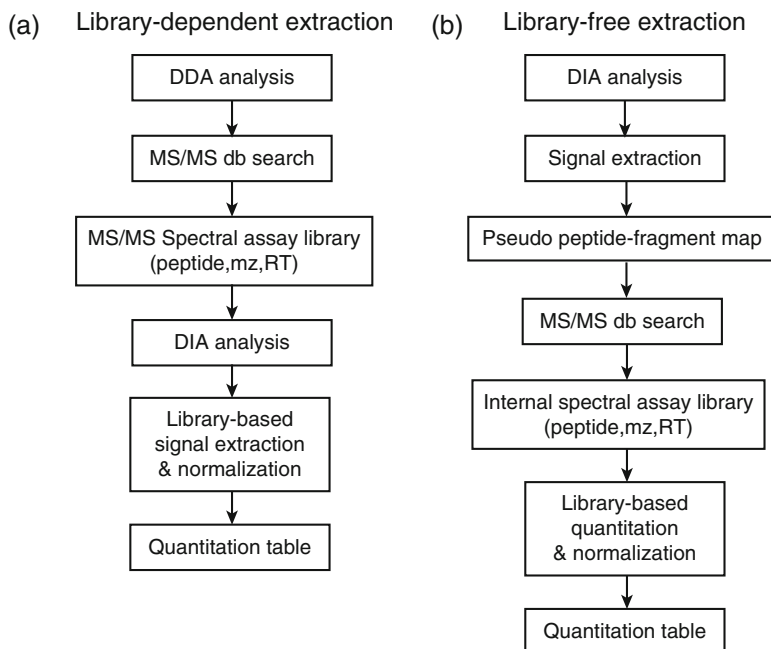 (a) Library-dependent extraction
DDA analysis
MS/MS db search
MS/MS Spectral assay library
(peptide,mz,RT)
DIA analysis
Library-based
signal extraction
& normalization
Quantitation table
(b) Library-free extraction
DIA analysis
Signal extraction
Pseudo peptide-fragment map
MS/MS db search
Internal spectral assay library
(peptide,mz,RT)
Library-based
quantitation
& normalization
Quantitation table